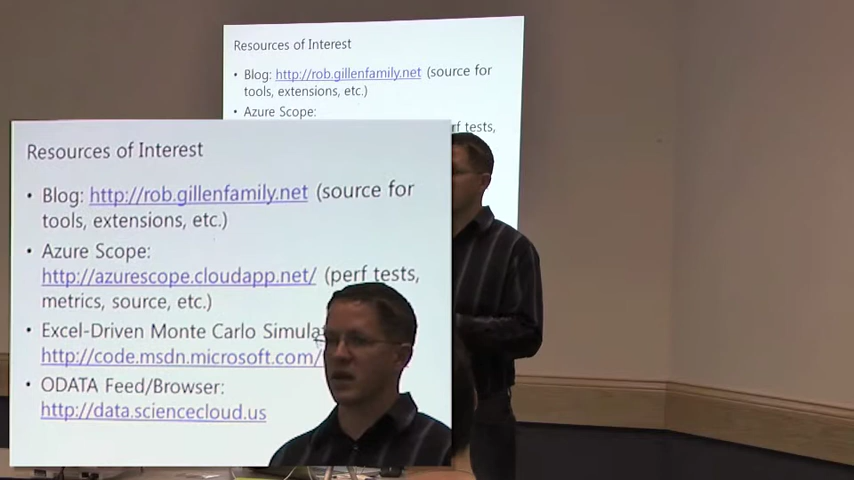 Resources of Interest
• Blog: http://rob.gillenfamily.net (source for
tools, extensions, etc.)
• Azure Scope:
erf tests,
Resources of Interest
• Blog: http://rob.gillenfamily.net (source for
tools, extensions, etc.)
• Azure Scope:
http://azurescope.cloudapp.net/ (perf tests,
metrics, source, etc.)
• Excel-Driven Monte Carlo Simula
http://code.msdn.microsoft.com/
• ODATA Feed/Browser:
http://data.sciencecloud.us